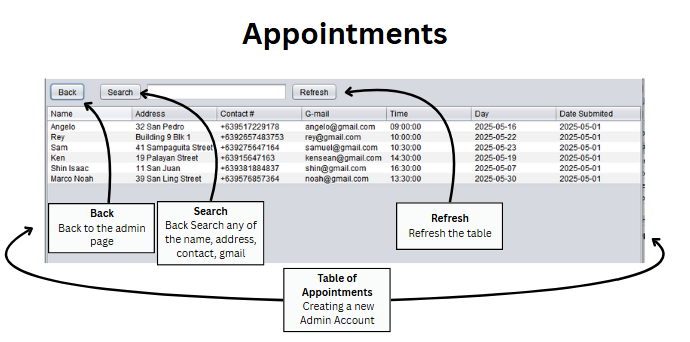 Appointments
Back Search Refresh
Name Address Contact # G-mail Time Day Date Submited
Angelo 32 San Pedro +639517229178 angelo@gmail.com 09:00:00 2025-05-16 2025-05-01
Rey Building 9 Blk 1 +6392657483753 rey@gmail.com 10:00:00 2025-05-22 2025-05-01
Sam 41 Sampaguita Street +639275647164 samuel@gmail.com 10:30:00 2025-05-23 2025-05-01
Ken 19 Palayan Street +63915647163 kensean@gmail.com 14:30:00 2025-05-19 2025-05-01
Shin Isaac 11 San Juan +639381884837 shin@gmail.com 16:30:00 2025-05-07 2025-05-01
Marco Noah 39 San Ling Street +639576857364 noah@gmail.com 13:30:00 2025-05-30 2025-05-01
Back
Back to the admin
page
Search
Back Search any of
the name, address,
contact, gmail
Refresh
Refresh the table
Table of
Appointments
Creating a new
Admin Account